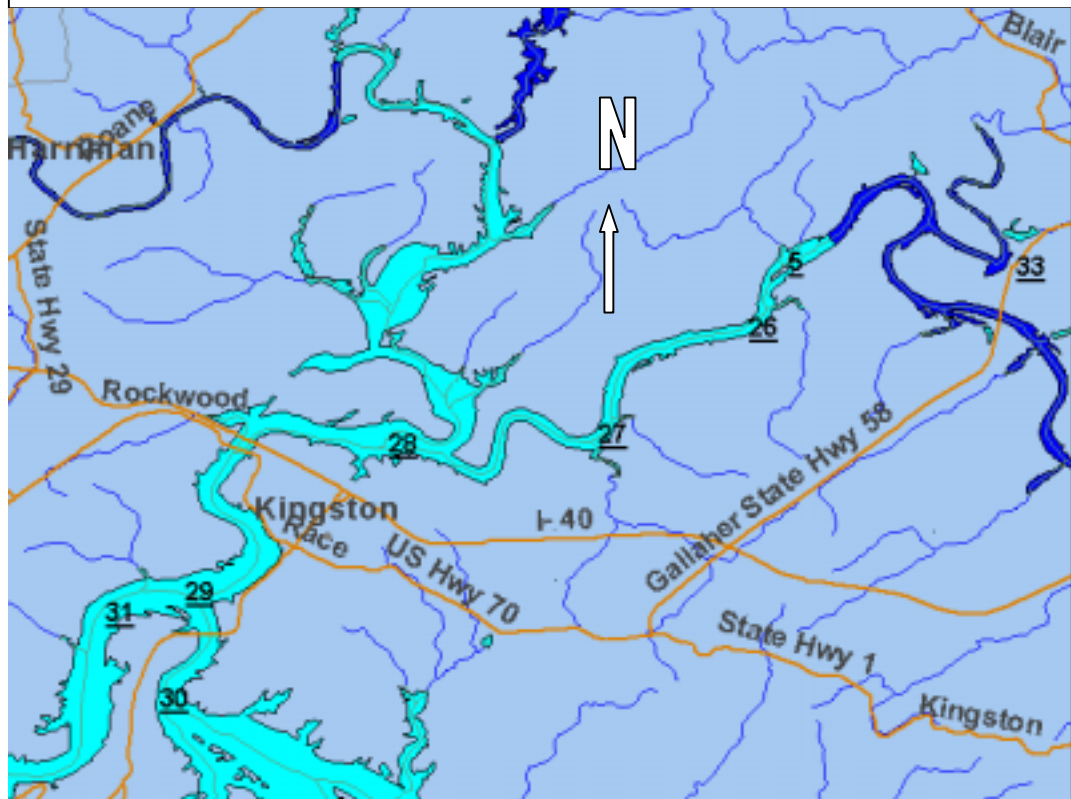 Blair
Roane
Harriman
N
State Hwy 29
5
33
26
Rockwood
28
27
Gallaher State Hwy 58
Kingston
I-40
Race
US Hwy 70
29
31
State Hwy 1
30
Kingston